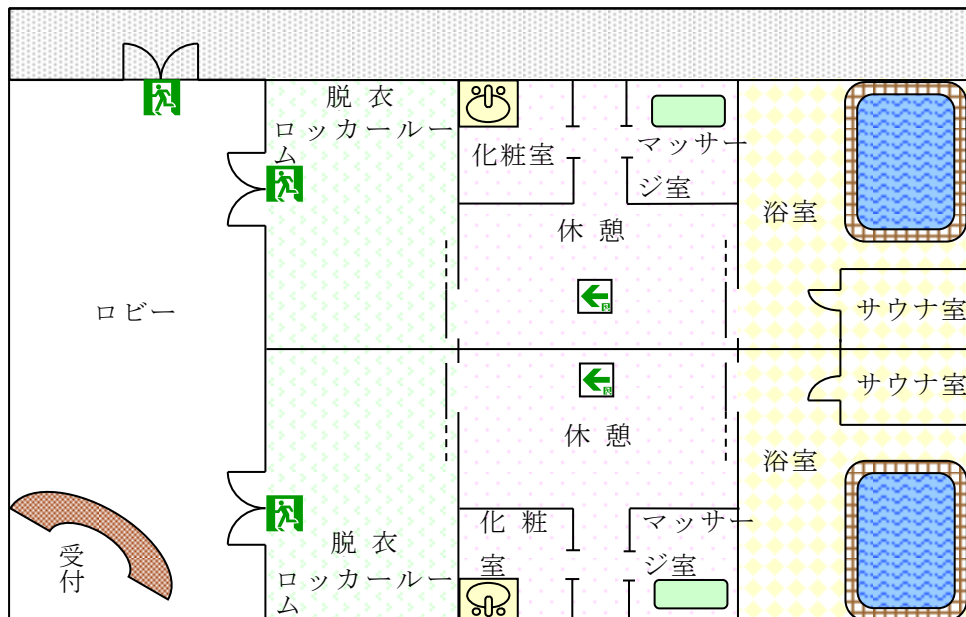 脱 衣
ロッカールー
ム
化粧室
マッサー
ジ室
浴室
休 憩
ロビー
サウナ室
サウナ室
休 憩
浴室
化 粧
室
マッサー
ジ室
受
付
脱 衣
ロッカールー
ム